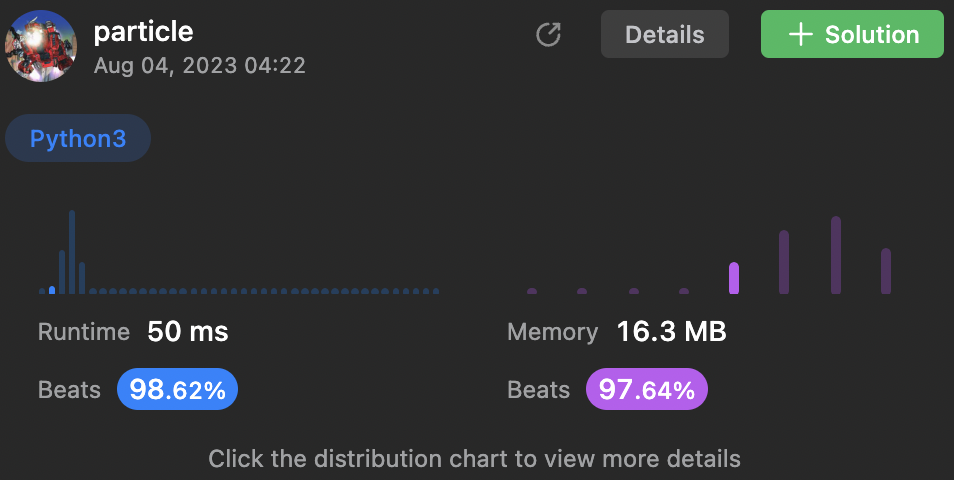 particle
Aug 04, 2023 04:22
Details
+ Solution
Python3
Runtime 50 ms
Memory 16.3 MB
Beats 98.62%
Beats 97.64%
Click the distribution chart to view more details